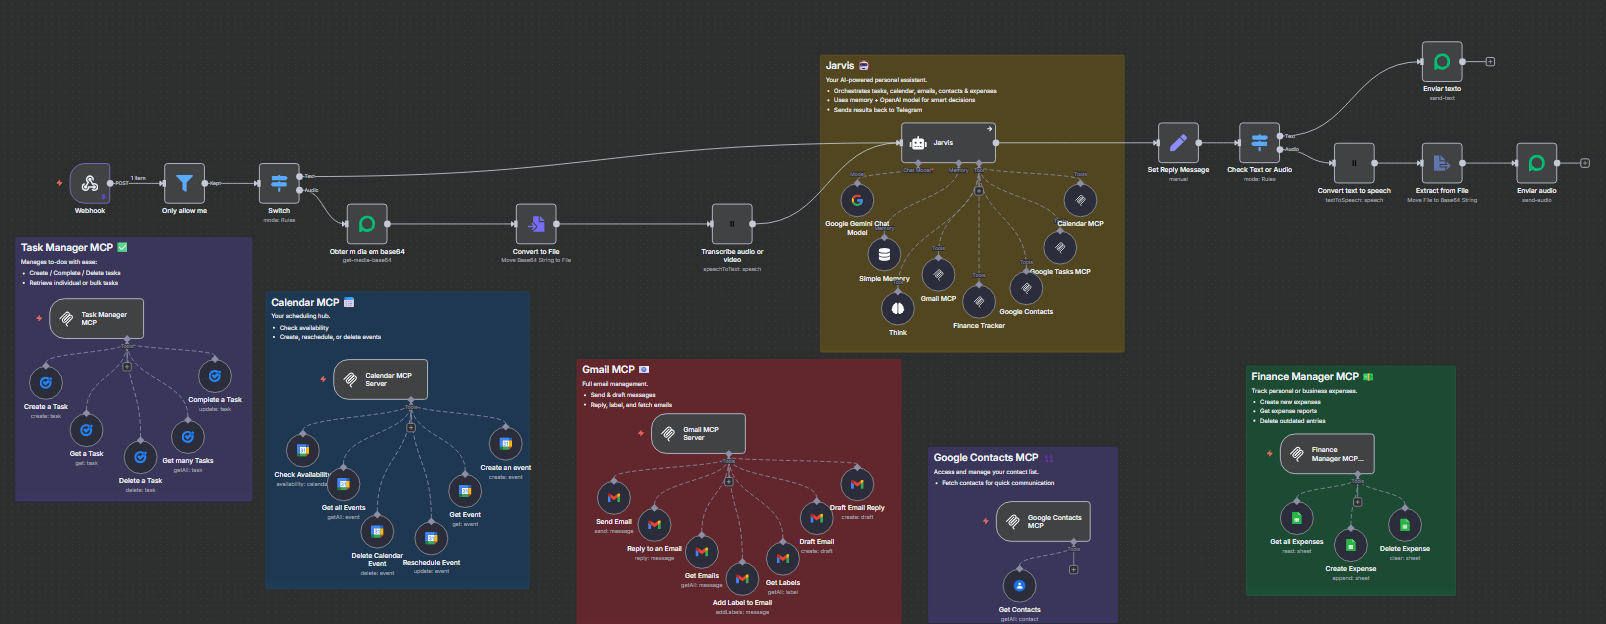 Webhook
POST
1 item
Only allow me
Kept
Switch
mode: Rules
Text
Audio
Obter m dia em base64
get-media-base64
Convert to File
Move Base64 String to File
Transcribe audio or
video
speechToText: speech
Jarvis
Your AI-powered personal assistant.
Orchestrates tasks, calendar, emails, contacts & expenses
Uses memory + OpenAI model for smart decisions
Sends results back to Telegram
Jarvis
Chat Model*
Memory
Tool
Model
Google Gemini Chat
Model
Memory
Simple Memory
Think
Tools
Gmail MCP
Tools
Finance Tracker
Tools
Google Contacts
Google Tasks MCP
Tools
Calendar MCP
Set Reply Message
manual
Check Text or Audio
mode: Rules
Text
Audio
Enviar texto
send-text
Convert text to speech
textToSpeech: speech
Extract from File
Move File to Base64 String
Enviar audio
send-audio
Task Manager MCP
Manages to-dos with ease:
Create / Complete / Delete tasks
Retrieve individual or bulk tasks
Task Manager
MCP
Tools
Create a Task
create: task
Get a Task
get: task
Delete a Task
delete: task
Get many Tasks
getAll: task
Complete a Task
update: task
Calendar MCP
Your scheduling hub.
Check availability
Create, reschedule, or delete events
Calendar MCP
Server
Tools
Check Availability
availability: calenda
Get all Events
getAll: event
Delete Calendar
Event
delete: event
Reschedule Event
update: event
Get Event
get: event
Create an event
create: event
Gmail MCP
Full email management.
Send & draft messages
Reply, label, and fetch emails
Gmail MCP
Server
Tools
Send Email
send: message
Reply to an Email
reply: message
Get Emails
getAll: message
Add Label to Email
addLabels: message
Get Labels
getAll: label
Draft Email
create: draft
Draft Email Reply
create: draft
Google Contacts MCP
Access and manage your contact list.
Fetch contacts for quick communication
Google Contacts
MCP
Tools
Get Contacts
getAll: contact
Finance Manager MCP
Track personal or business expenses.
Create new expenses
Get expense reports
Delete outdated entries
Finance
Manager MCP...
Tools
Get all Expenses
read: sheet
Create Expense
append: sheet
Delete Expense
clear: sheet